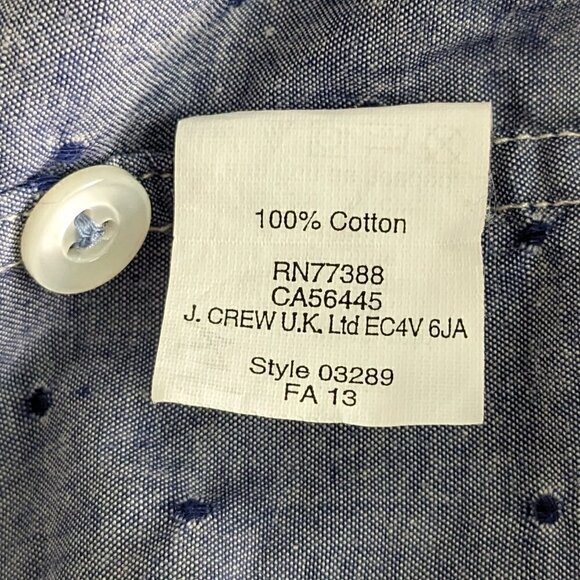 100% Cotton
RN77388
CA56445
J. CREW U.K. Ltd EC4V 6JA
Style 03289
FA 13